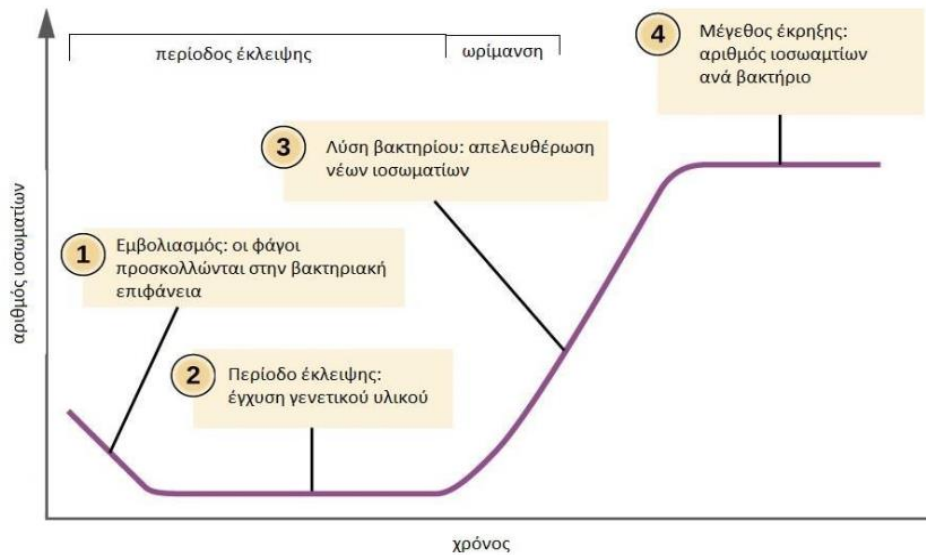 περίοδος έκλειψης
ωρίμανση
4
Μέγεθος έκρηξης:
αριθμός ιοσωαμτίων
ανά βακτήριο
3
Λύση βακτηρίου: απελευθέρωση
νέων ιοσωματίων
αριθμός ιοσωματίων
1
Εμβολιασμός: οι φάγοι
προσκολλώνται στην βακτηριακή
επιφάνεια
2
Περίοδο έκλειψης:
έγχυση γενετικού υλικού
χρόνος